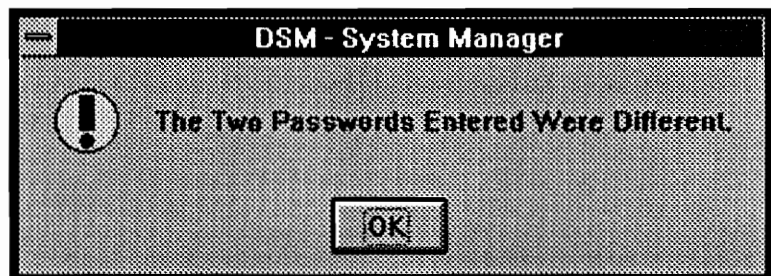 DSM - System Manager
The Two Passwords Entered Were Different.
OK